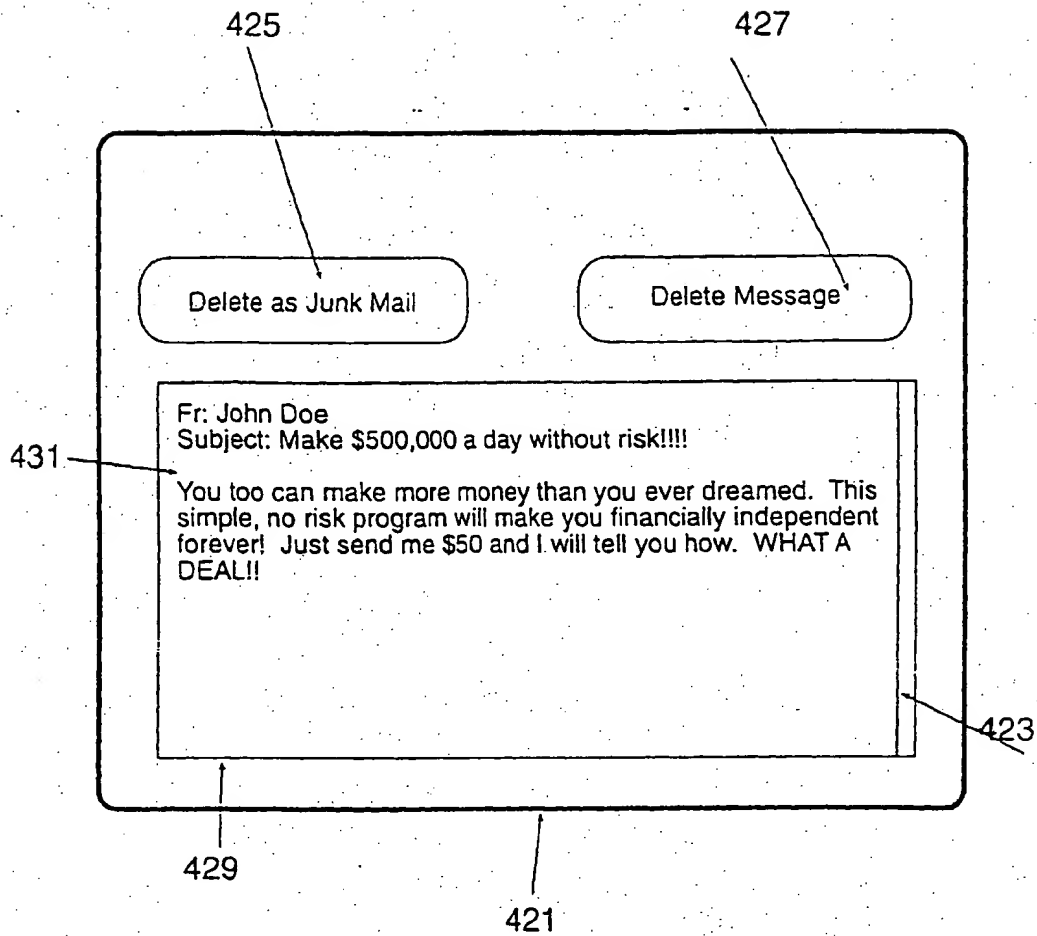 425
427
Delete as Junk Mail
Delete Message
Fr: John Doe
Subject: Make $500,000 a day without risk!!!!
431
You too can make more money than you ever dreamed. This
simple, no risk program will make you financially independent
forever! Just send me $50 and I will tell you how. WHAT A
DEAL!!
423
429
421